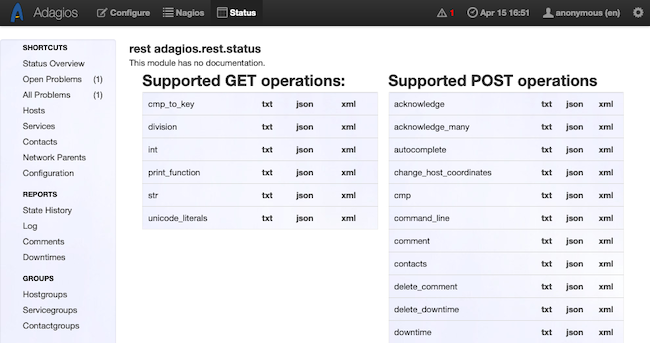 Adagios Configure Nagios Status 1 Apr 15 16:51 anonymous (en)
SHORTCUTS
Status Overview
Open Problems (1)
All Problems (1)
Hosts
Services
Contacts
Network Parents
Configuration
REPORTS
State History
Log
Comments
Downtimes
GROUPS
Hostgroups
Servicegroups
Contactgroups
rest adagios.rest.status
This module has no documentation.
Supported GET operations:
cmp_to_key txt json xml
division txt json xml
int txt json xml
print_function txt json xml
str txt json xml
unicode_literals txt json xml
Supported POST operations
acknowledge txt json xml
acknowledge_many txt json xml
autocomplete txt json xml
change_host_coordinates txt json xml
cmp txt json xml
command_line txt json xml
comment txt json xml
contacts txt json xml
delete_comment txt json xml
delete_downtime txt json xml
downtime txt json xml